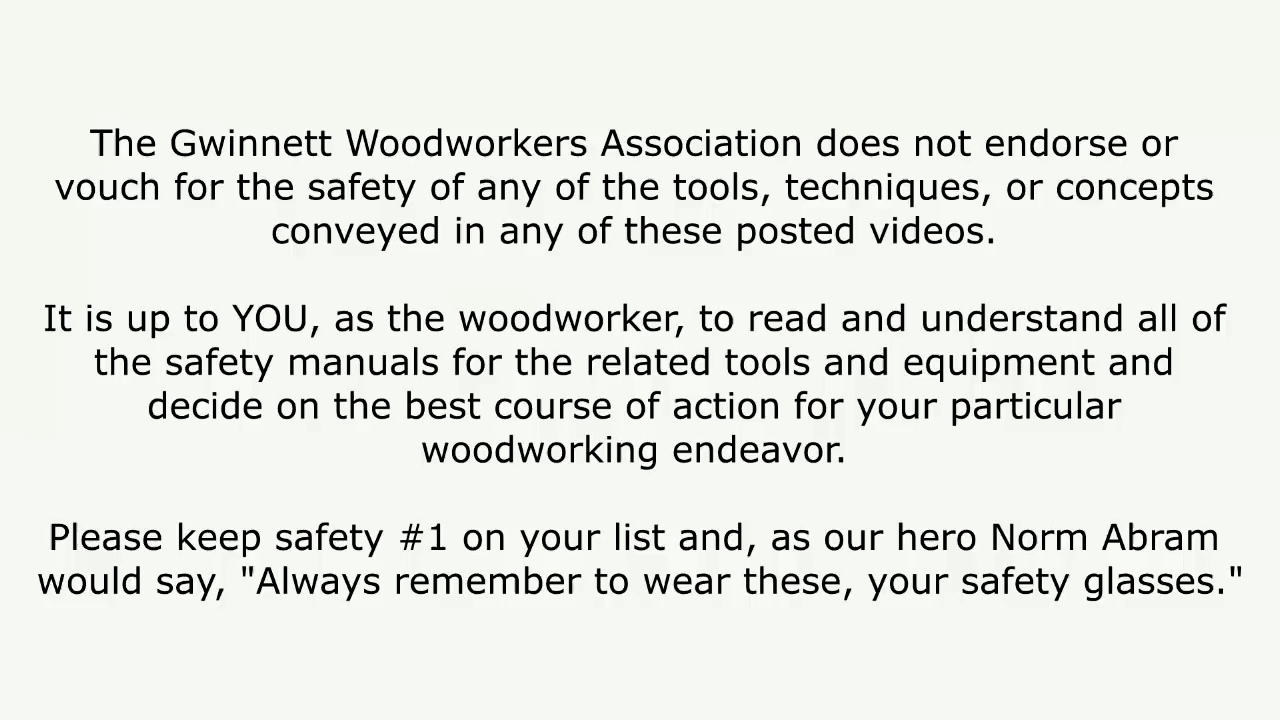 The Gwinnett Woodworkers Association does not endorse or
vouch for the safety of any of the tools, techniques, or concepts
conveyed in any of these posted videos.
It is up to YOU, as the woodworker, to read and understand all of
the safety manuals for the related tools and equipment and
decide on the best course of action for your particular
woodworking endeavor.
Please keep safety #1 on your list and, as our hero Norm Abram
would say, "Always remember to wear these, your safety glasses."